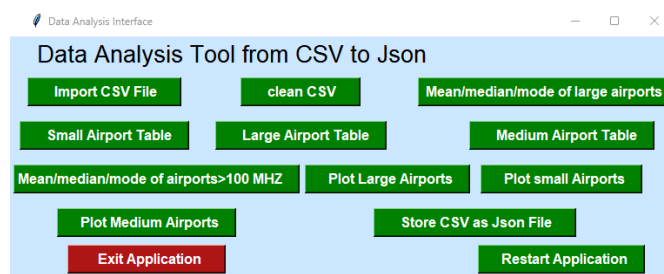 Data Analysis Interface
Data Analysis Tool from CSV to Json
Import CSV File clean CSV Mean/median/mode of large airports
Small Airport Table Large Airport Table Medium Airport Table
Mean/median/mode of airports>100 MHZ Plot Large Airports Plot small Airports
Plot Medium Airports Store CSV as Json File
Exit Application Restart Application